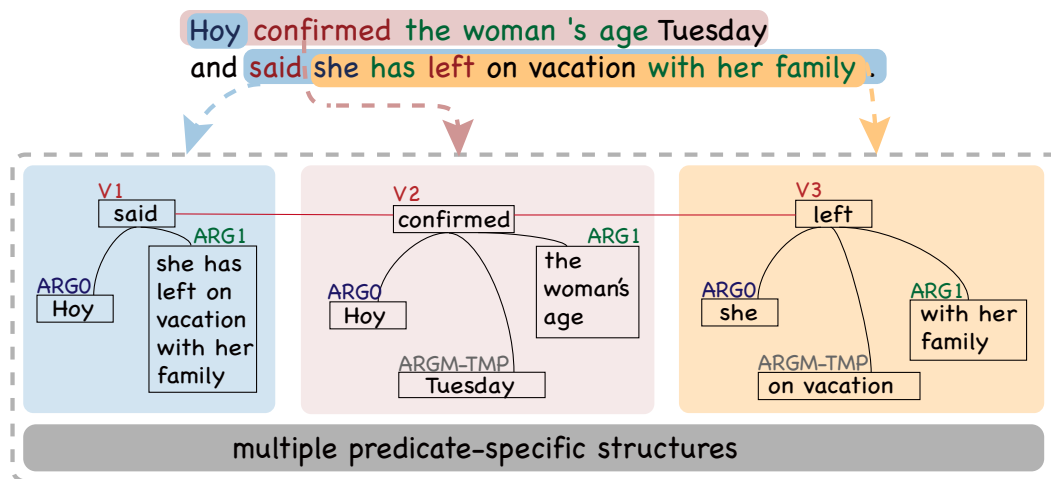 Hoy confirmed the woman 's age Tuesday
and said she has left on vacation with her family .
V1
said
ARG0
Hoy
ARG1
she has
left on
vacation
with her
family
V2
confirmed
ARG0
Hoy
ARGM-TMP
Tuesday
ARG1
the
woman's
age
V3
left
ARG0
she
ARGM-TMP
on vacation
ARG1
with her
family
multiple predicate-specific structures